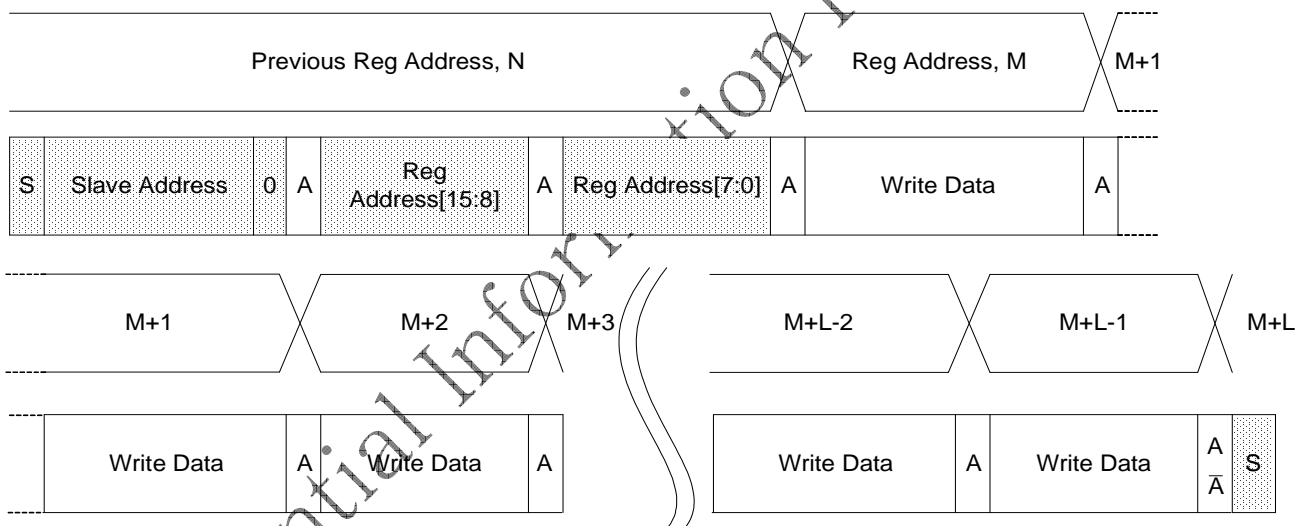 Previous Reg Address, N
Reg Address, M
M+1
S Slave Address 0 A Reg Address[15:8] A Reg Address[7:0] A Write Data A
M+1 M+2 M+3 M+L-2 M+L-1 M+L
Write Data A Write Data A Write Data A Write Data A A̅ S